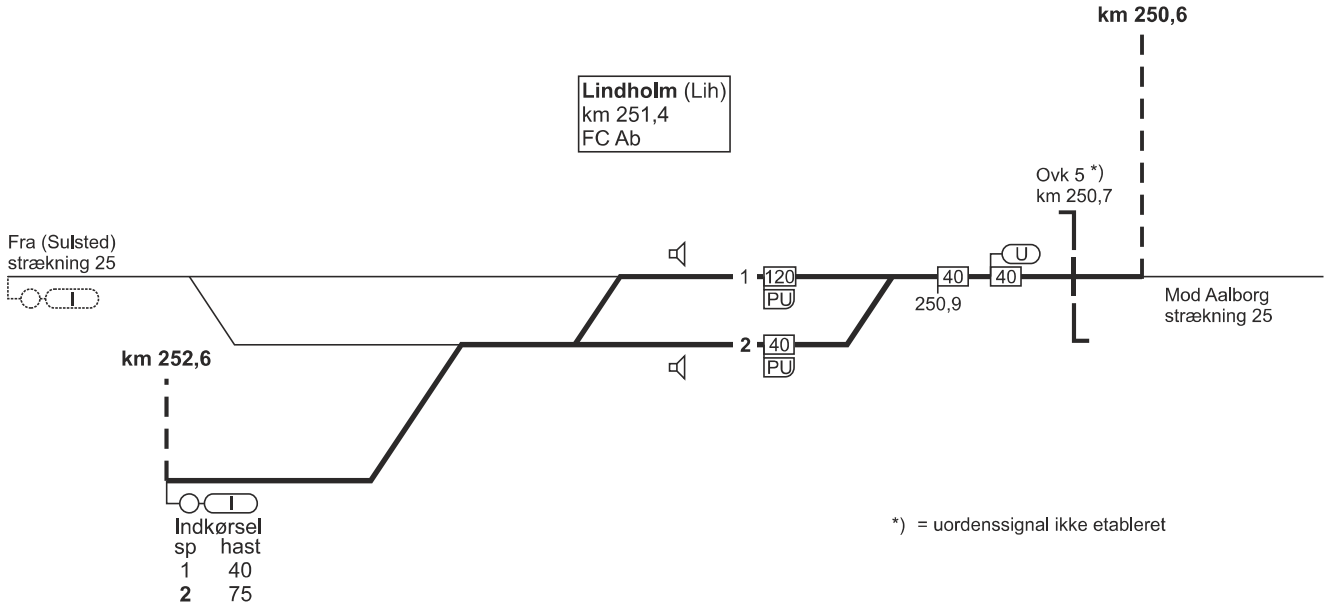 km 250,6
Lindholm (Lih)
km 251,4
FC Ab
Ovk 5 *)
km 250,7
Fra (Sulsted)
strækning 25
I
1
120
PU
40
250,9
40
U
Mod Aalborg
strækning 25
2
40
PU
km 252,6
I
Indkørsel
sp hast
1 40
2 75
*) = uordenssignal ikke etableret